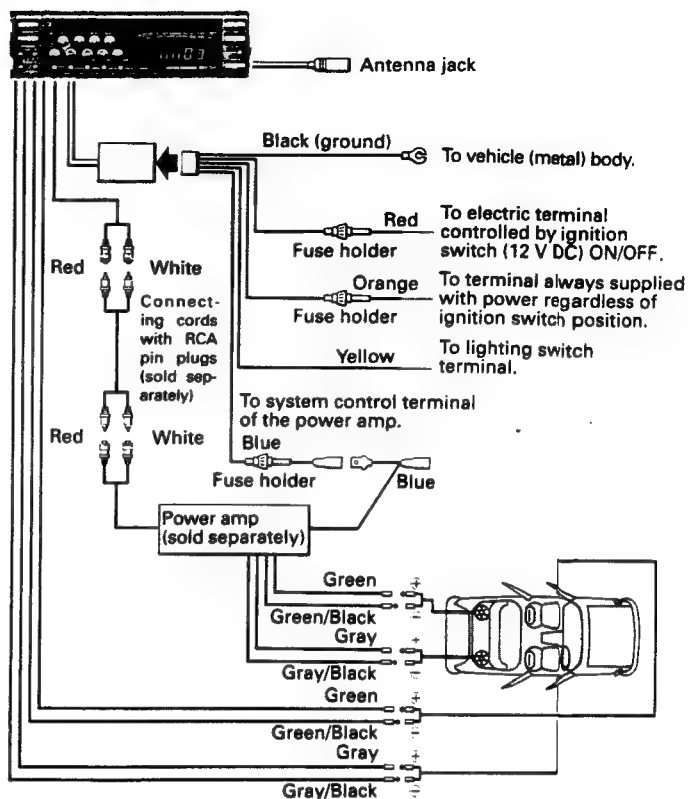 03
Antenna jack
Black (ground)
To vehicle (metal) body.
Red
Fuse holder
To electric terminal
controlled by ignition
switch (12 V DC) ON/OFF.
Orange
Fuse holder
To terminal always supplied
with power regardless of
ignition switch position.
Yellow
To lighting switch
terminal.
Red
White
Connect-
ing cords
with RCA
pin plugs
(sold sep-
arately)
Red
White
To system control terminal
of the power amp.
Blue
Fuse holder
Blue
Power amp
(sold separately)
Green
+
Green/Black
-
Gray
+
Gray/Black
-
Green
+
Green/Black
-
Gray
+
Gray/Black
-